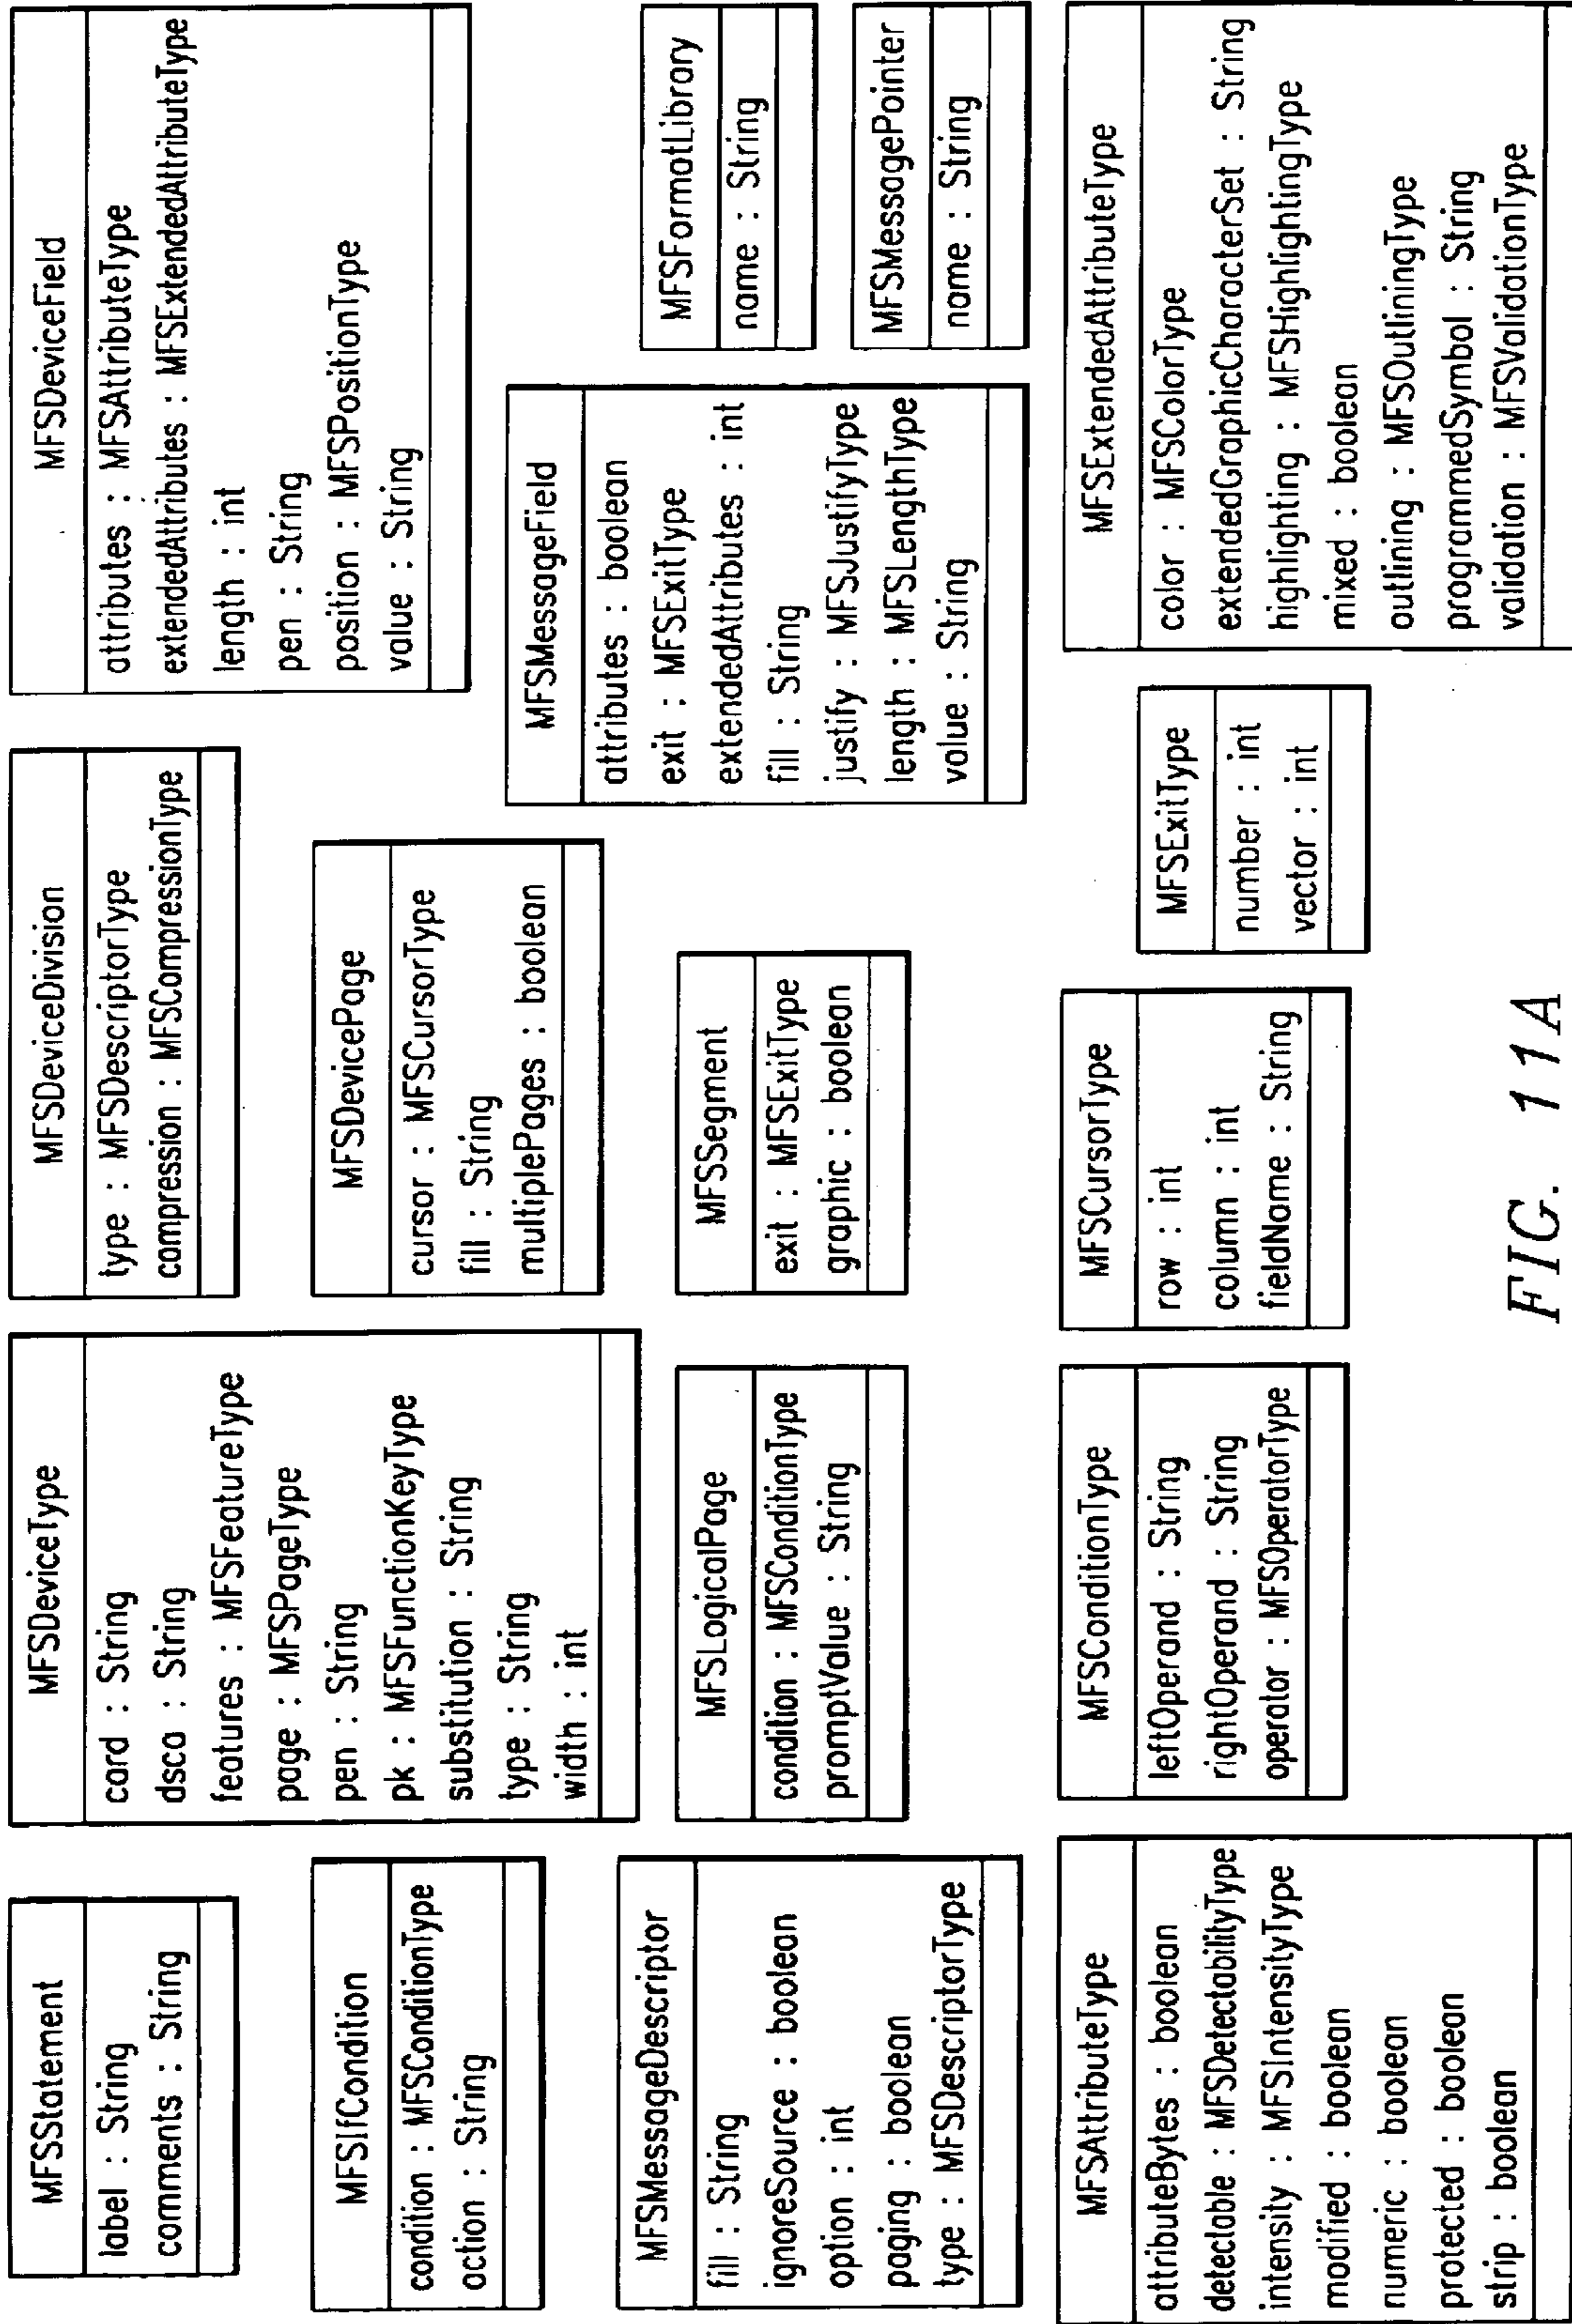 MFSStatement
label : String
comments : String
MFSDeviceType
card : String
dsca : String
features : MFSFeatureType
page : MFSPageType
pen : String
pk : MFSFunctionKeyType
substitution : String
type : String
width : int
MFSDeviceDivision
type : MFSDescriptorType
compression : MFSCompressionType
MFSDeviceField
attributes : MFSAttributeType
extendedAttributes : MFSExtendedAttributeType
length : int
pen : String
position : MFSPositionType
value : String
MFSIfCondition
condition : MFSConditionType
action : String
MFSDevicePage
cursor : MFSCursorType
fill : String
multiplePages : boolean
MFSMessageField
attributes : boolean
exit : MFSExitType
extendedAttributes : int
fill : String
justify : MFSJustifyType
length : MFSLengthType
value : String
MFSFormatLibrary
name : String
MFSMessageDescriptor
fill : String
ignoreSource : boolean
option : int
paging : boolean
type : MFSDescriptorType
MFSLogicalPage
condition : MFSConditionType
promptValue : String
MFSSegment
exit : MFSExitType
graphic : boolean
MFSMessagePointer
name : String
MFSAttributeType
attributeBytes : boolean
detectable : MFSDetectabilityType
intensity : MFSIntensityType
modified : boolean
numeric : boolean
protected : boolean
strip : boolean
MFSConditionType
leftOperand : String
rightOperand : String
operator : MFSOperatorType
MFSCursorType
row : int
column : int
fieldName : String
MFSExitType
number : int
vector : int
MFSExtendedAttributeType
color : MFSColorType
extendedGraphicCharacterSet : String
highlighting : MFSHighlightingType
mixed : boolean
outlining : MFSOutliningType
programmedSymbol : String
validation : MFSValidationType
FIG. 11A